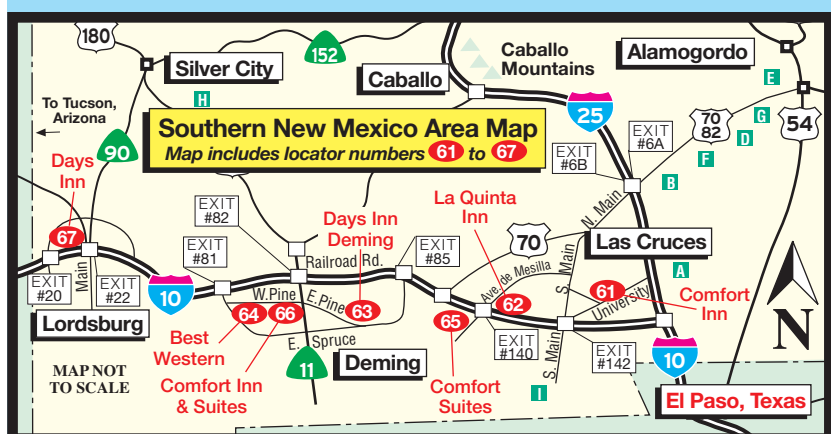 180
Silver City
152
Caballo
Caballo
Mountains
Alamogordo
E
To Tucson,
Arizona
H
25
70
82
G
54
Southern New Mexico Area Map
Map includes locator numbers 61 to 67
EXIT
#6B
EXIT
#6A
D
F
B
90
Days
Inn
67
EXIT
#82
Days Inn
Deming
La Quinta
Inn
N. Main
EXIT
#81
Railroad Rd.
EXIT
#85
70
Ave. de Mesilla
S. Main
Las Cruces
A
EXIT
#20
Main
EXIT
#22
10
W.Pine
E.Pine
63
62
61
University
Comfort
Inn
N
Lordsburg
64
66
65
Best
Western
E. Spruce
EXIT
#140
EXIT
#142
10
MAP NOT
TO SCALE
Comfort Inn
& Suites
11
Deming
Comfort
Suites
S. Main
I
El Paso, Texas